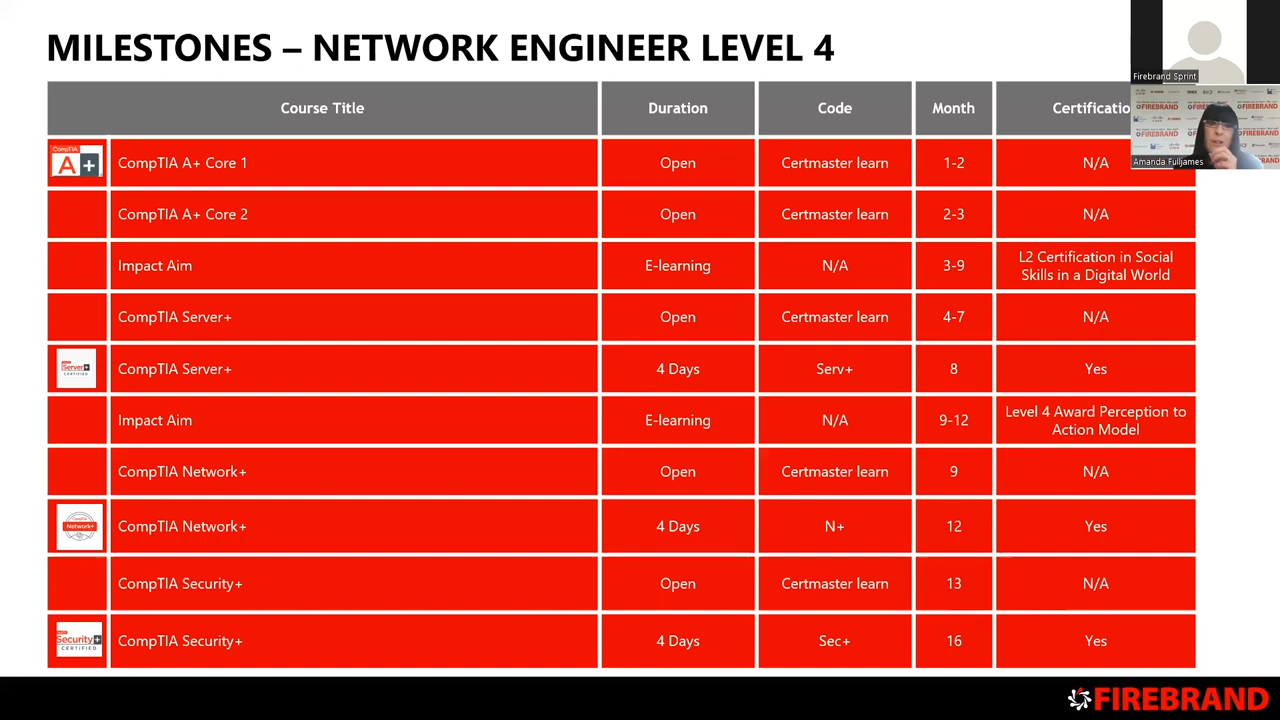 MILESTONES – NETWORK ENGINEER LEVEL 4
Firebrand Sprint
FIREBRAND
Amanda Fulljames
Course Title Duration Code Month Certificatio
CompTIA A+ CompTIA A+ Core 1 Open Certmaster learn 1-2 N/A
CompTIA A+ Core 2 Open Certmaster learn 2-3 N/A
Impact Aim E-learning N/A 3-9 L2 Certification in Social
Skills in a Digital World
CompTIA Server+ Open Certmaster learn 4-7 N/A
Server+ CERTIFIED CompTIA Server+ 4 Days Serv+ 8 Yes
Impact Aim E-learning N/A 9-12 Level 4 Award Perception to
Action Model
CompTIA Network+ Open Certmaster learn 9 N/A
Network+ CompTIA Network+ 4 Days N+ 12 Yes
CompTIA Security+ Open Certmaster learn 13 N/A
Security+ CERTIFIED CompTIA Security+ 4 Days Sec+ 16 Yes
FIREBRAND